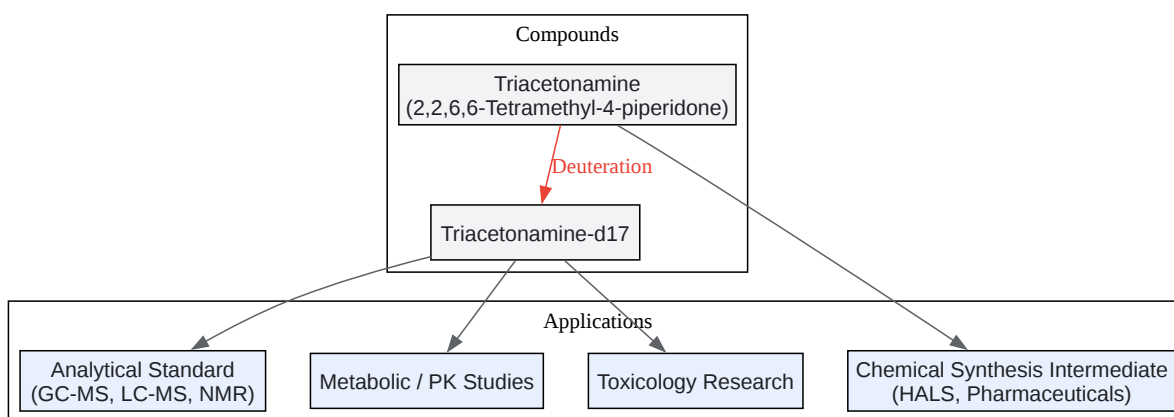 Compounds
Triacetonamine
(2,2,6,6-Tetramethyl-4-piperidone)
Deuteration
Triacetonamine-d17
Applications
Analytical Standard
(GC-MS, LC-MS, NMR)
Metabolic / PK Studies
Toxicology Research
Chemical Synthesis Intermediate
(HALS, Pharmaceuticals)